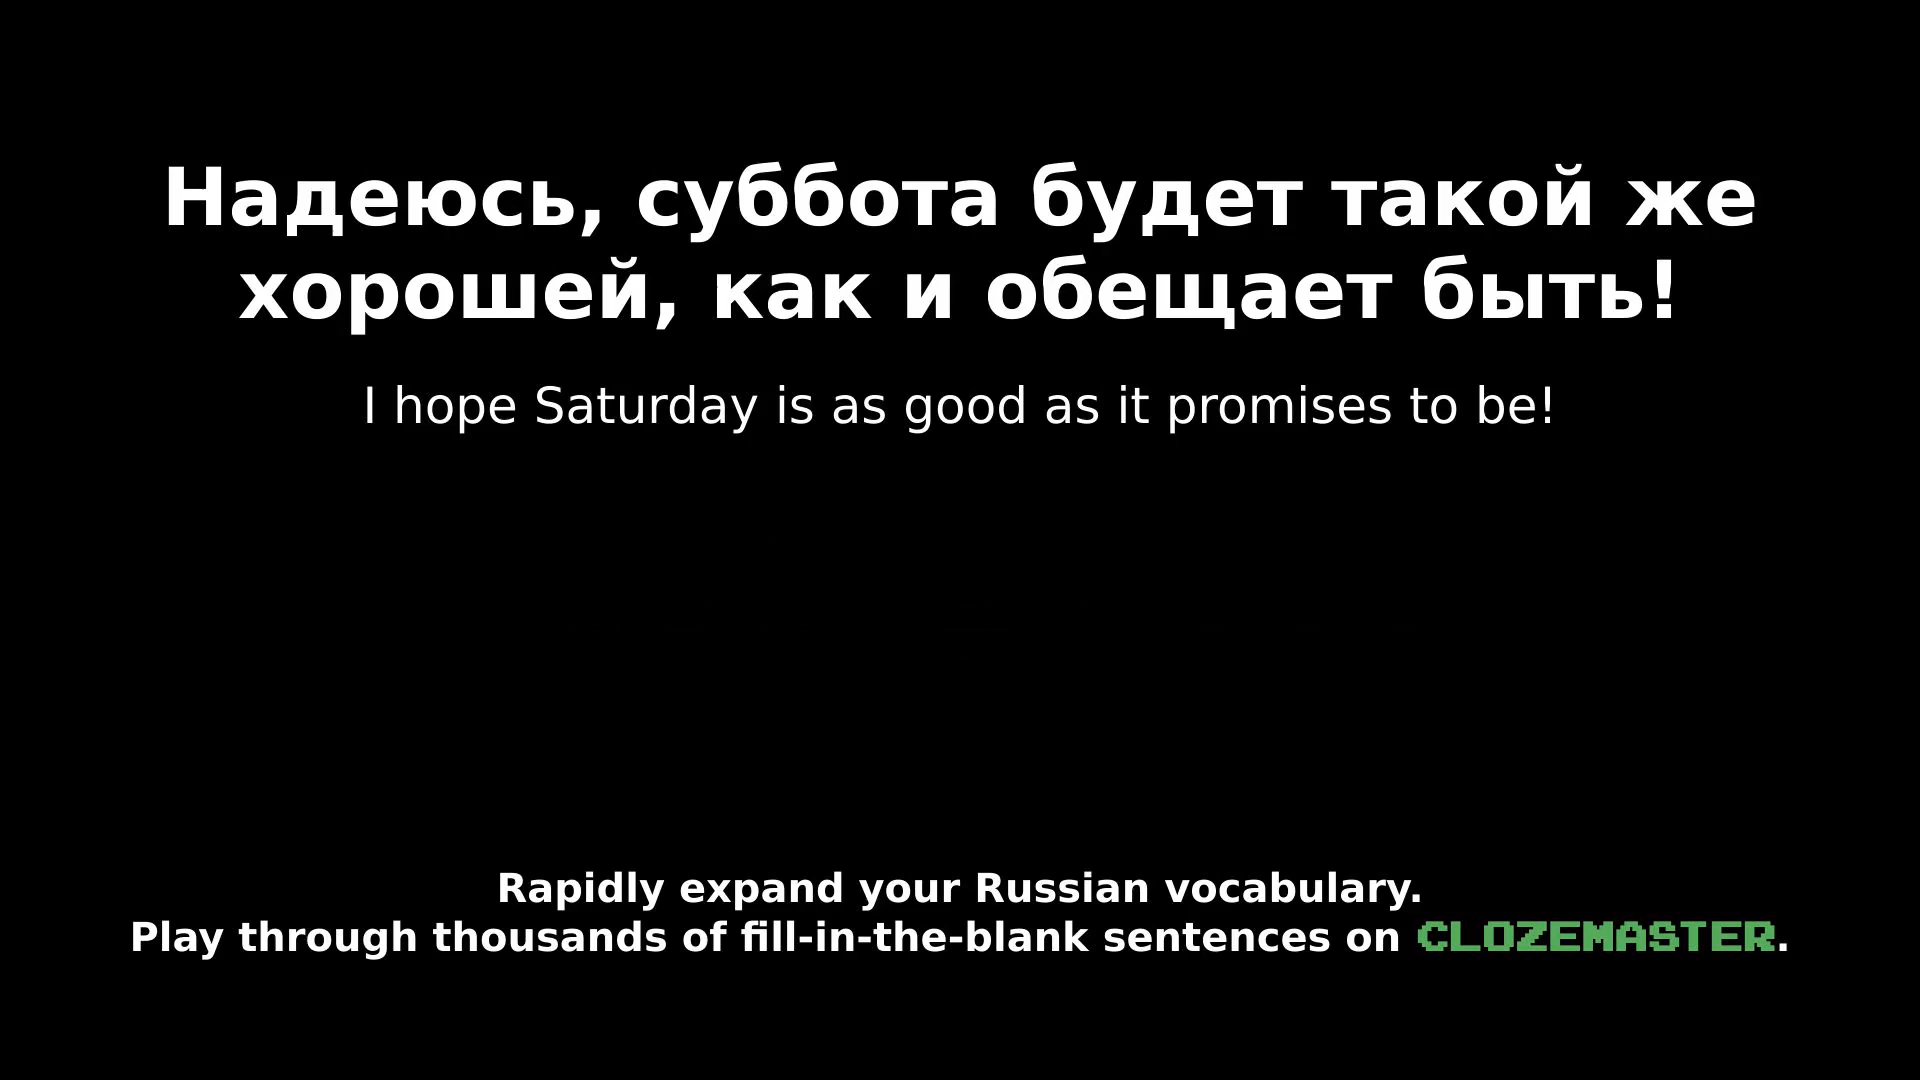 Надеюсь, суббота будет такой же
хорошей, как и обещает быть!
I hope Saturday is as good as it promises to be!
Rapidly expand your Russian vocabulary.
Play through thousands of fill-in-the-blank sentences on CLOZEMASTER.